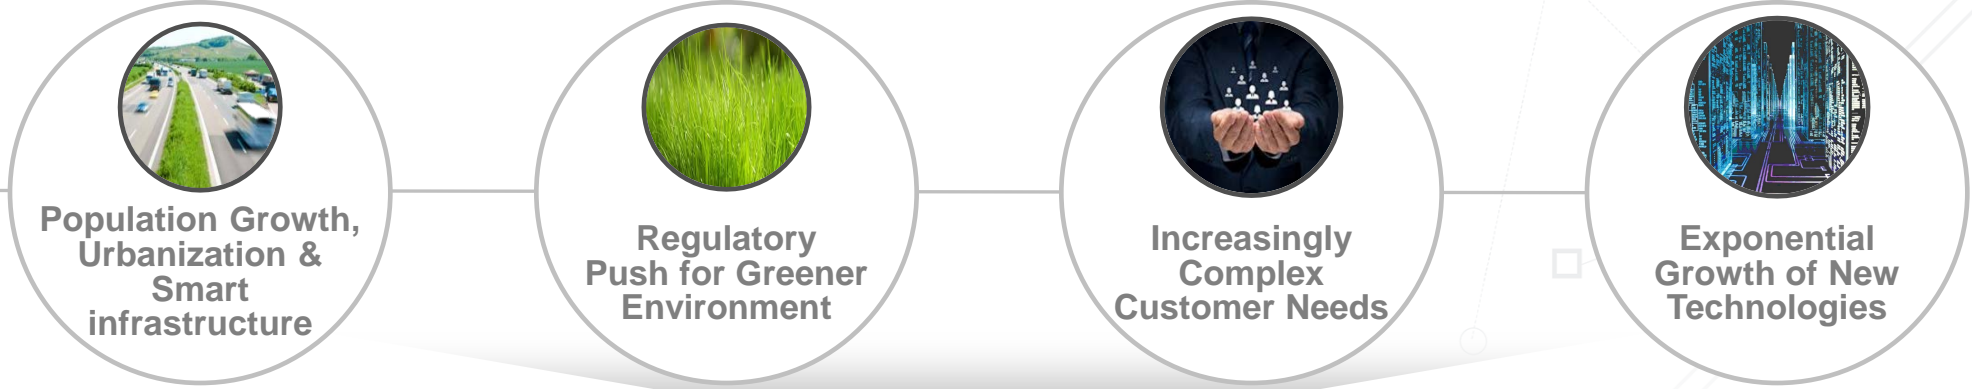 Population Growth,
Urbanization &
Smart
infrastructure
Regulatory
Push for Greener
Environment
Increasingly
Complex
Customer Needs
Exponential
Growth of New
Technologies